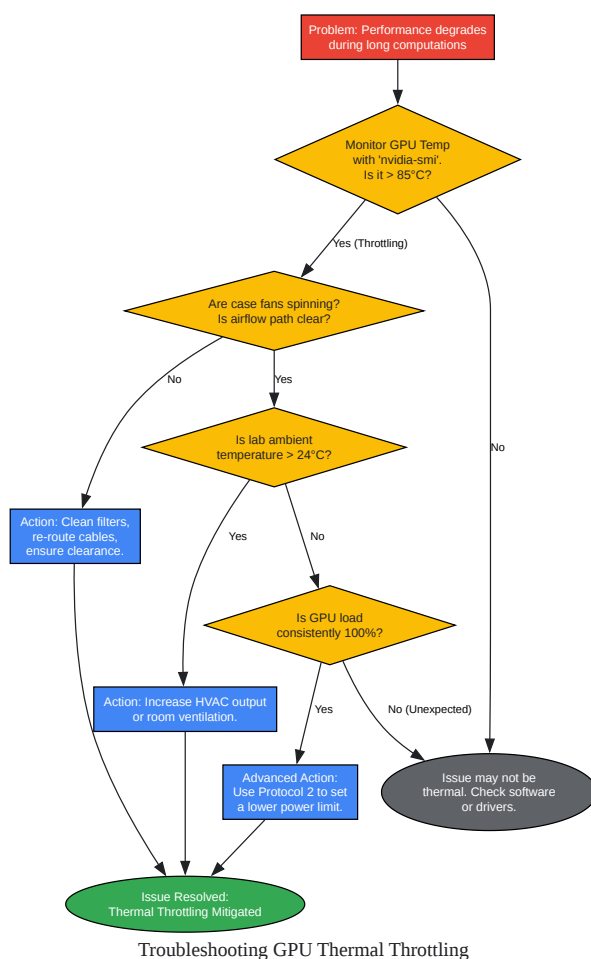 Problem: Performance degrades
during long computations
Monitor GPU Temp
with 'nvidia-smi'.
Is it > 85°C?
Yes (Throttling)
Are case fans spinning?
Is airflow path clear?
No
Yes
Is lab ambient
temperature > 24°C?
No
Action: Clean filters,
re-route cables,
ensure clearance.
Yes
No
Is GPU load
consistently 100%?
Action: Increase HVAC output
or room ventilation.
Yes
No (Unexpected)
Advanced Action:
Use Protocol 2 to set
a lower power limit.
Issue may not be
thermal. Check software
or drivers.
Issue Resolved:
Thermal Throttling Mitigated
Troubleshooting GPU Thermal Throttling